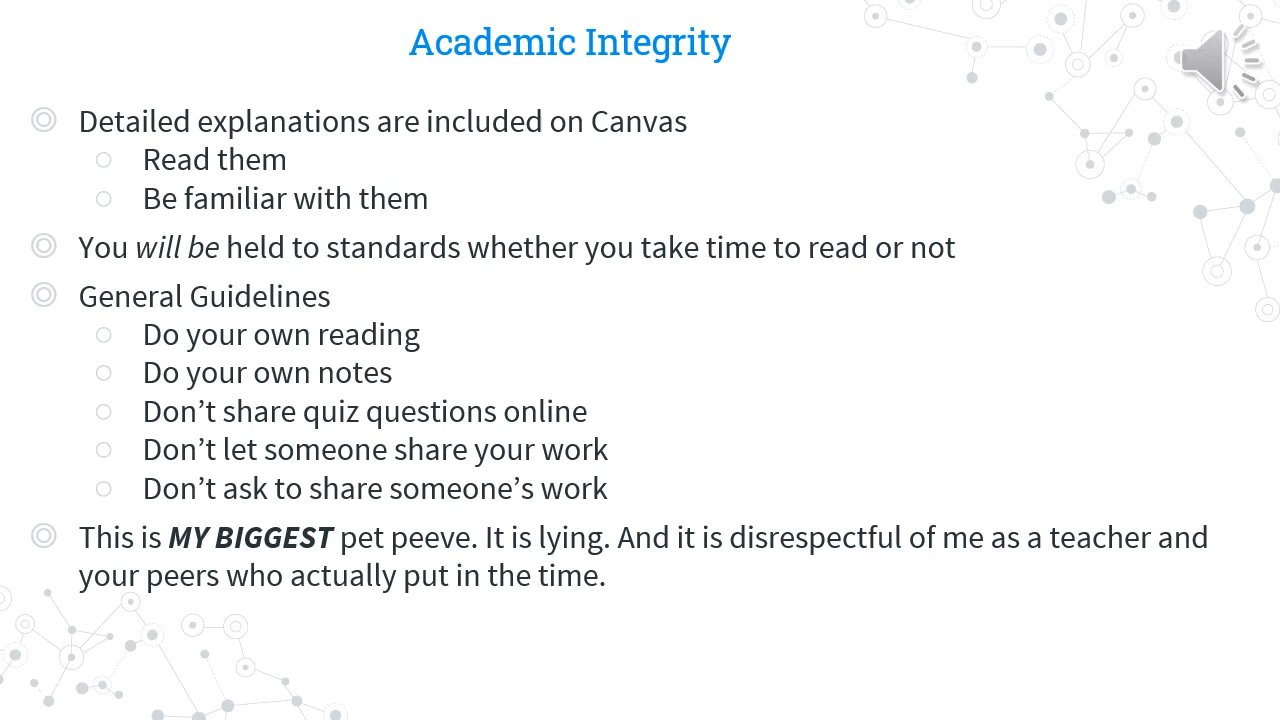 Academic Integrity
Detailed explanations are included on Canvas
Read them
Be familiar with them
You will be held to standards whether you take time to read or not
General Guidelines
Do your own reading
Do your own notes
Don’t share quiz questions online
Don’t let someone share your work
Don’t ask to share someone’s work
This is MY BIGGEST pet peeve. It is lying. And it is disrespectful of me as a teacher and
your peers who actually put in the time.